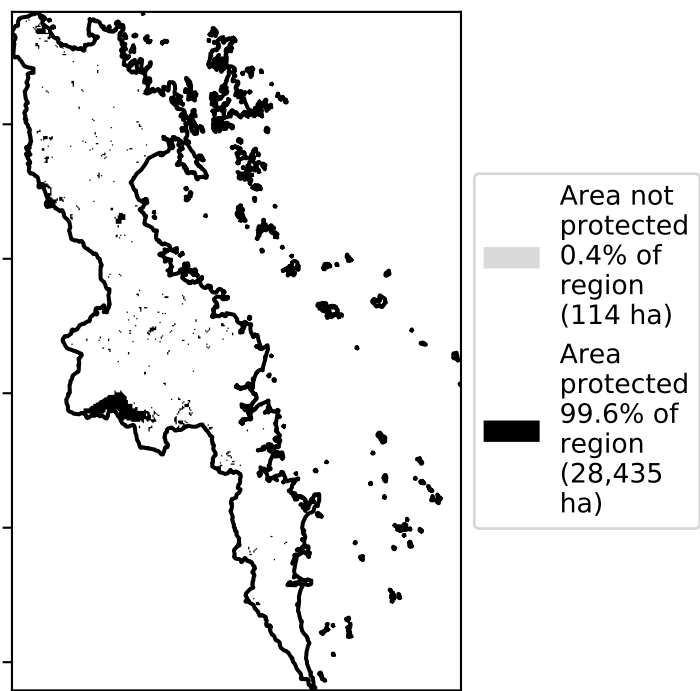 Area not
protected
0.4% of
region
(114 ha)
Area
protected
99.6% of
region
(28,435
ha)